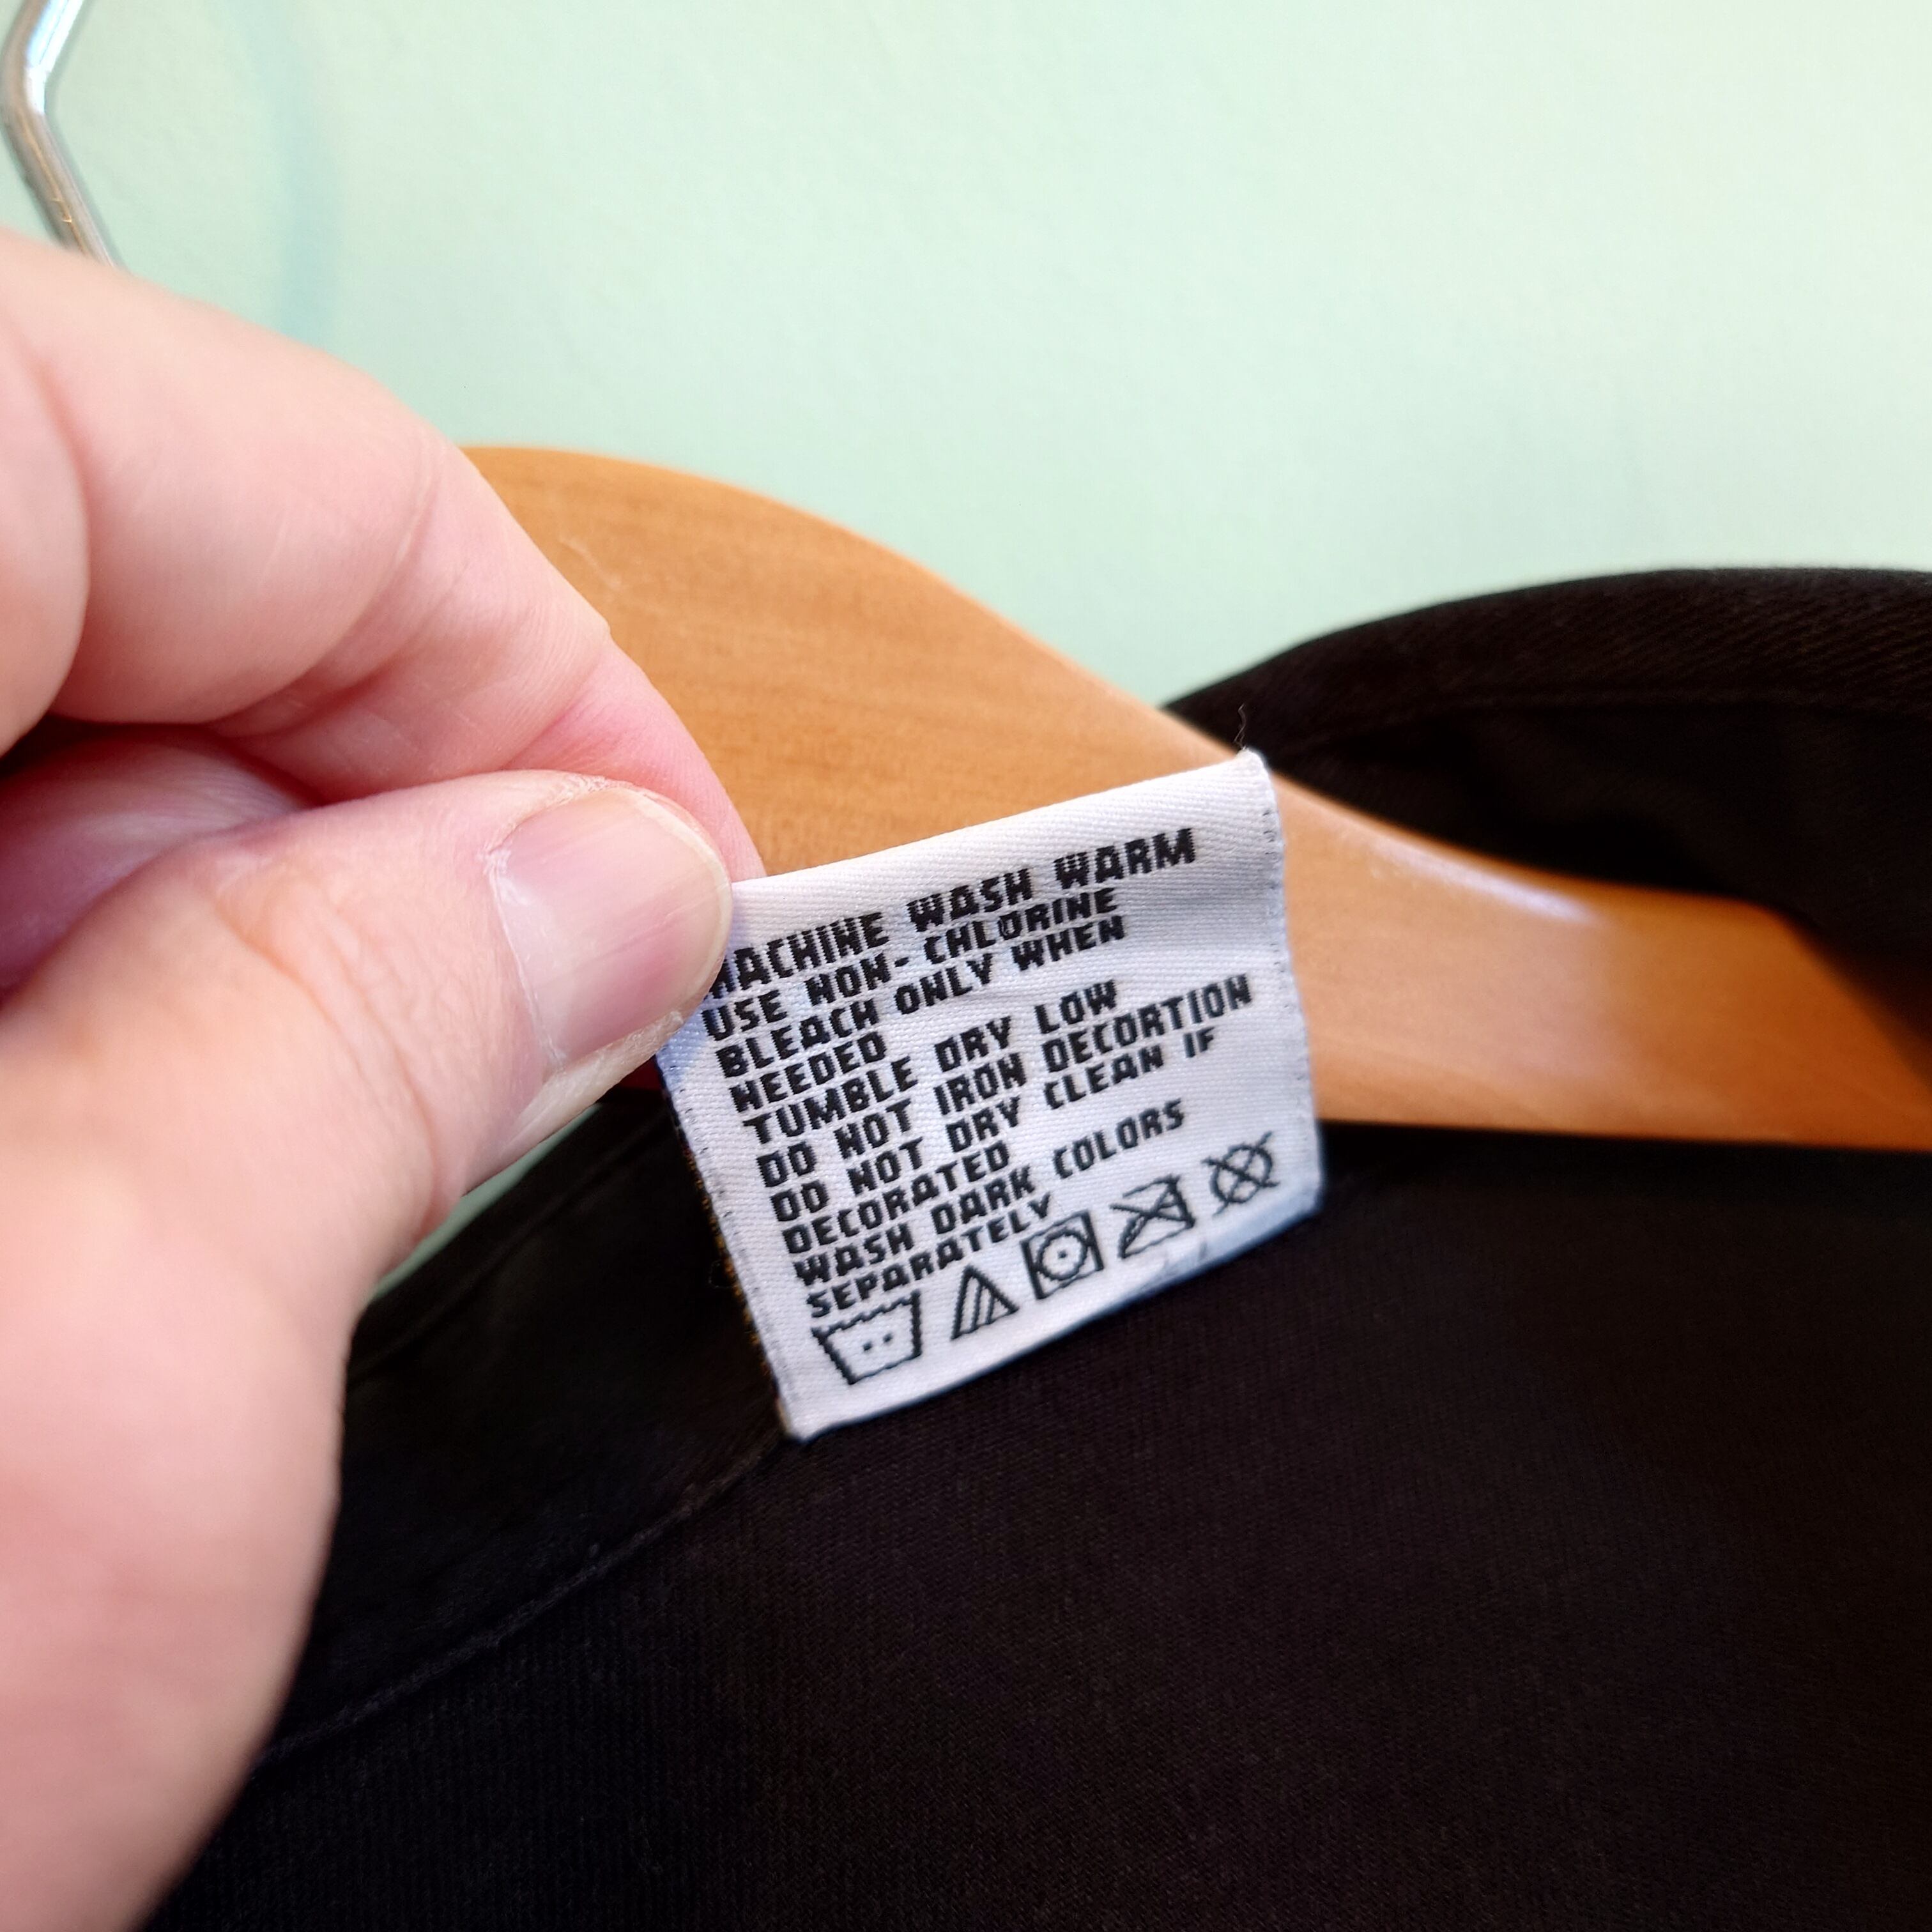 MACHINE WASH WARM
USE NON-CHLORINE
BLEACH ONLY WHEN
NEEDED
TUMBLE DRY LOW
DO NOT IRON DECORTION
DO NOT DRY CLEAN IF
DECORATED
WASH DARK COLORS
SEPARATELY